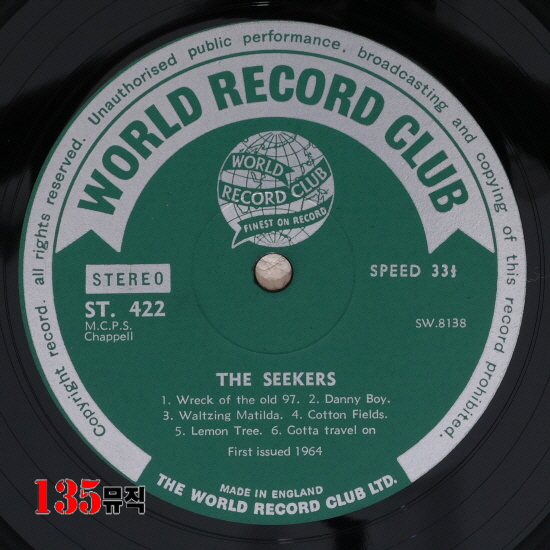 Copyright record. all rights reserved. Unauthorised public performance, broadcasting and copying of this record prohibited.
WORLD RECORD CLUB
WORLD
RECORD CLUB
FINEST ON RECORD
STEREO
SPEED 33⅓
ST. 422
M.C.P.S.
Chappell
SW.8138
THE SEEKERS
1. Wreck of the old 97. 2. Danny Boy.
3. Waltzing Matilda. 4. Cotton Fields.
5. Lemon Tree. 6. Gotta travel on
First issued 1964
MADE IN ENGLAND
THE WORLD RECORD CLUB LTD.
135뮤직